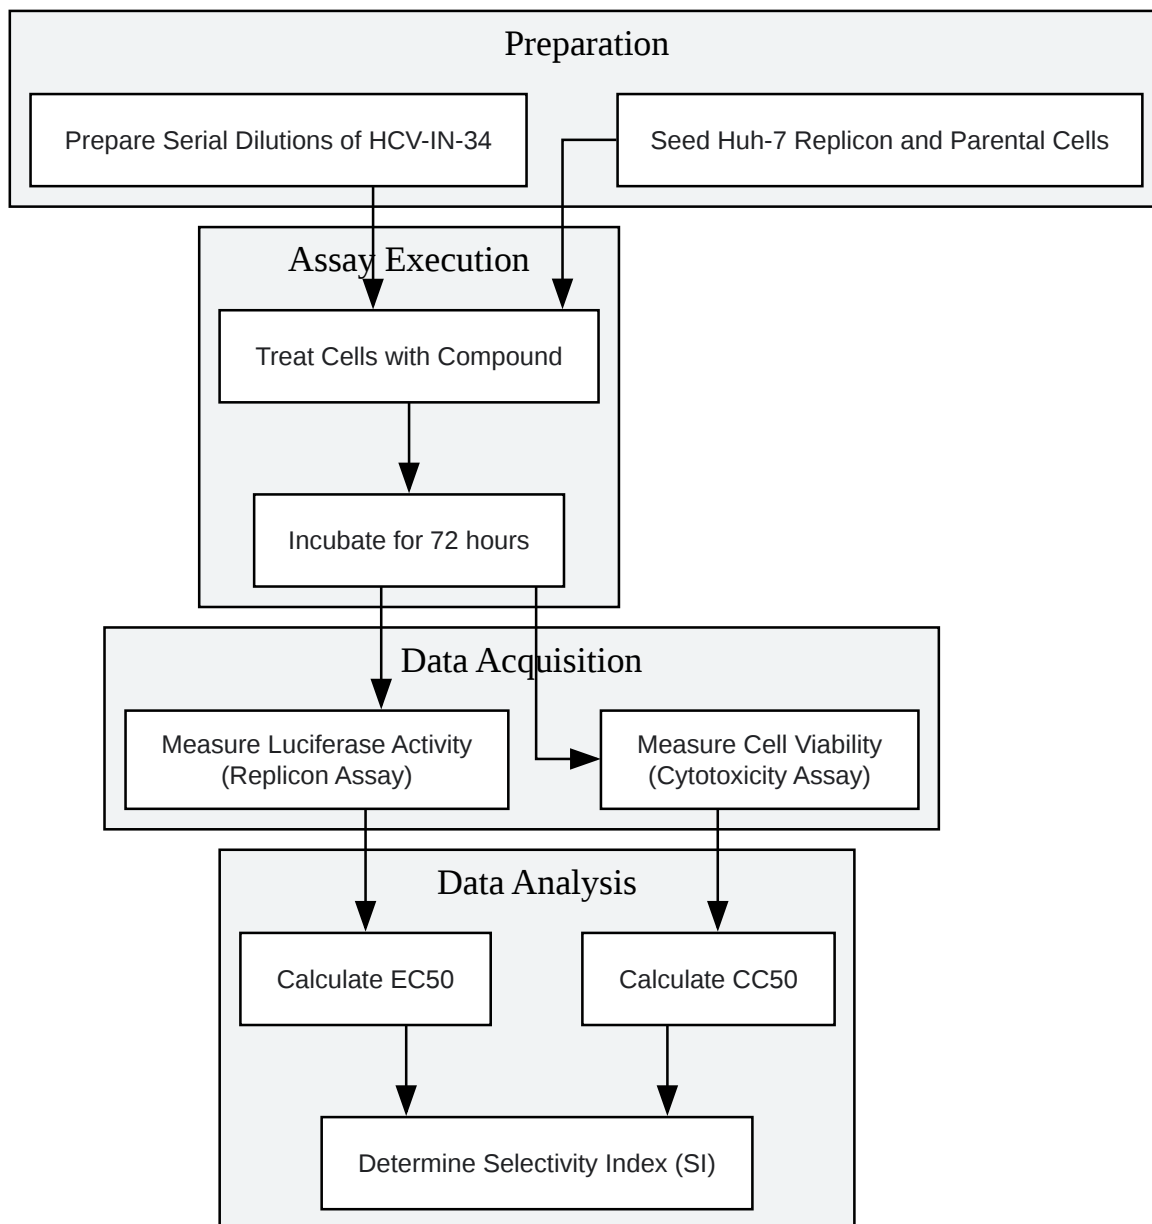 Preparation
Prepare Serial Dilutions of HCV-IN-34
Seed Huh-7 Replicon and Parental Cells
Assay Execution
Treat Cells with Compound
Incubate for 72 hours
Data Acquisition
Measure Luciferase Activity
(Replicon Assay)
Measure Cell Viability
(Cytotoxicity Assay)
Data Analysis
Calculate EC50
Calculate CC50
Determine Selectivity Index (SI)